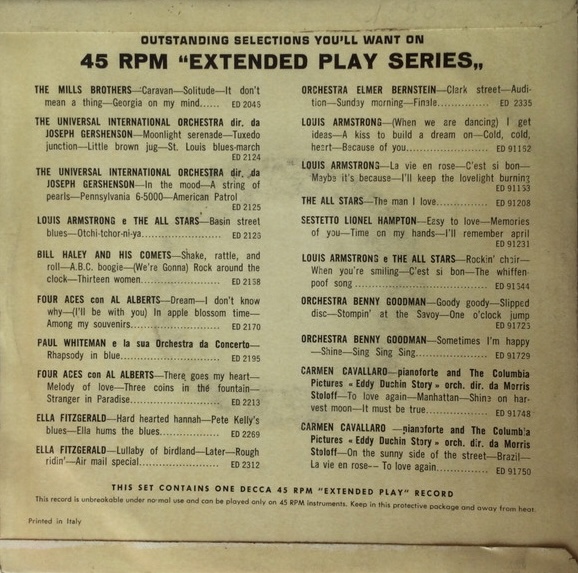 OUTSTANDING SELECTIONS YOU'LL WANT ON
45 RPM "EXTENDED PLAY SERIES„
THE MILLS BROTHERS—Caravan—Solitude—It don't
mean a thing—Georgia on my mind...... ED 2045
THE UNIVERSAL INTERNATIONAL ORCHESTRA dir. da
JOSEPH GERSHENSON—Moonlight serenade—Tuxedo
junction—Little brown jug—St. Louis blues-march
ED 2124
THE UNIVERSAL INTERNATIONAL ORCHESTRA dir. da
JOSEPH GERSHENSON—In the mood—A string of
pearls—Pennsylvania 6-5000—American Patrol
ED 2125
LOUIS ARMSTRONG e THE ALL STARS—Basin street
blues—Otchi-tchor-ni-ya.................... ED 2126
BILL HALEY AND HIS COMETS—Shake, rattle, and
roll—A.B.C. boogie—(We're Gonna) Rock around the
clock—Thirteen women.................... ED 2138
FOUR ACES con AL ALBERTS—Dream—I don't know
why—(I'll be with you) In apple blossom time—
Among my souvenirs...................... ED 2170
PAUL WHITEMAN e la sua Orchestra da Concerto—
Rhapsody in blue......................... ED 2195
FOUR ACES con AL ALBERTS—There goes my heart—
Melody of love—Three coins in the fountain—
Stranger in Paradise...................... ED 2213
ELLA FITZGERALD—Hard hearted hannah—Pete Kelly's
blues—Ella hums the blues............... ED 2269
ELLA FITZGERALD—Lullaby of birdland—Later—Rough
ridin'—Air mail special.................... ED 2312
ORCHESTRA ELMER BERNSTEIN—Clark street—Audi-
tion—Sunday morning—Finale.............. ED 2335
LOUIS ARMSTRONG—(When we are dancing) I get
ideas—A kiss to build a dream on—Cold, cold,
heart—Because of you.................... ED 91152
LOUIS ARMSTRONG—La vie en rose—C'est si bon—
Maybe it's because—I'll keep the lovelight burning
ED 91153
THE ALL STARS—The man I love........... ED 91208
SESTETTO LIONEL HAMPTON—Easy to love—Memories
of you—Time on my hands—I'll remember april
ED 91231
LOUIS ARMSTRONG e THE ALL STARS—Rockin' chair—
When you're smiling—C'est si bon—The whiffen-
poof song ............................. ED 91344
ORCHESTRA BENNY GOODMAN—Goody goody—Slipped
disc—Stompin' at the Savoy—One o'clock jump
ED 91723
ORCHESTRA BENNY GOODMAN—Sometimes I'm happy
—Shine—Sing Sing Sing.................. ED 91729
CARMEN CAVALLARO—pianoforte and The Columbia
Pictures « Eddy Duchin Story » orch. dir. da Morris
Stoloff—To love again—Manhattan—Shine on har-
vest moon—It must be true............... ED 91748
CARMEN CAVALLARO —pianoforte and The Columbia
Pictures « Eddy Duchin Story » orch. dir. da Morris
Stoloff—On the sunny side of the street—Brazil—
La vie en rose-- To love again............ ED 91750
THIS SET CONTAINS ONE DECCA 45 RPM "EXTENDED PLAY" RECORD
This record is unbreakable under normal use and can be played only on 45 RPM instruments. Keep in this protective package and away from heat.
Printed in Italy